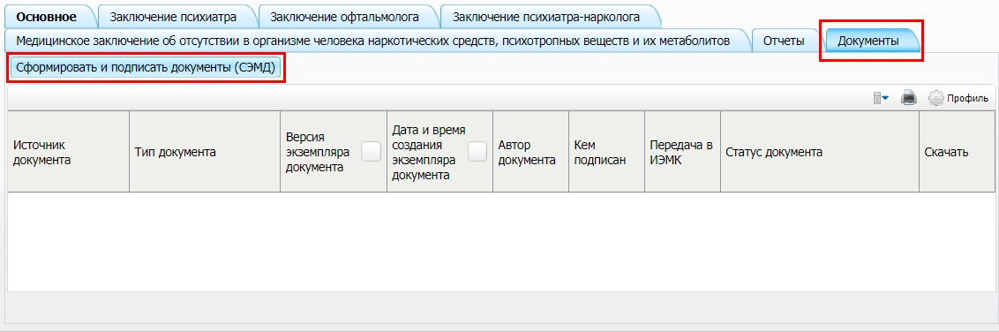 Основное Заключение психиатра Заключение офтальмолога Заключение психиатра-нарколога
Медицинское заключение об отсутствии в организме человека наркотических средств, психотропных веществ и их метаболитов Отчеты Документы
Сформировать и подписать документы (СЭМД)
Профиль
Источник
документа
Тип документа
Версия
экземпляра
документа
Дата и время
создания
экземпляра
документа
Автор
документа
Кем
подписан
Передача в
ИЭМК
Статус документа
Скачать